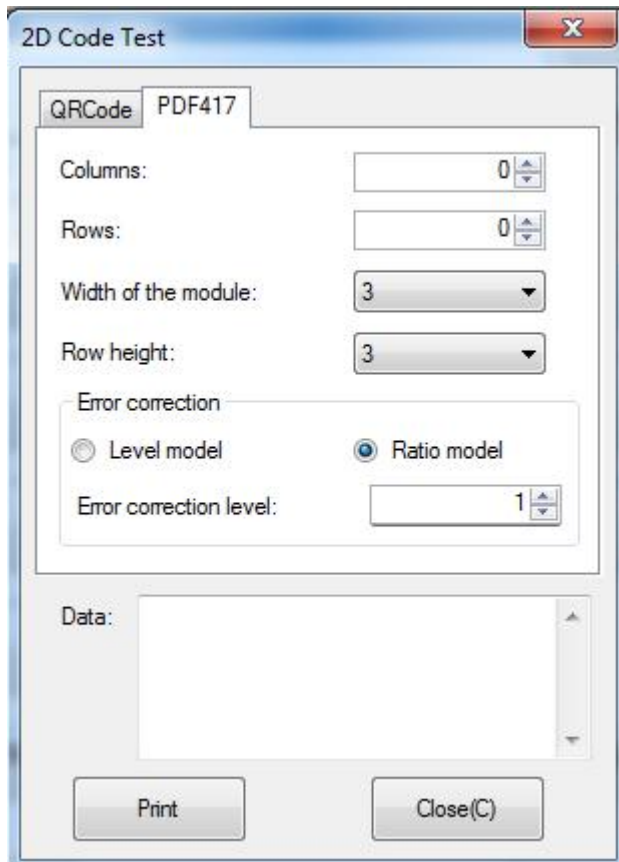 2D Code Test
QRCode PDF417
Columns: 0
Rows: 0
Width of the module: 3
Row height: 3
Error correction
Level model Ratio model
Error correction level: 1
Data:
Print Close(C)